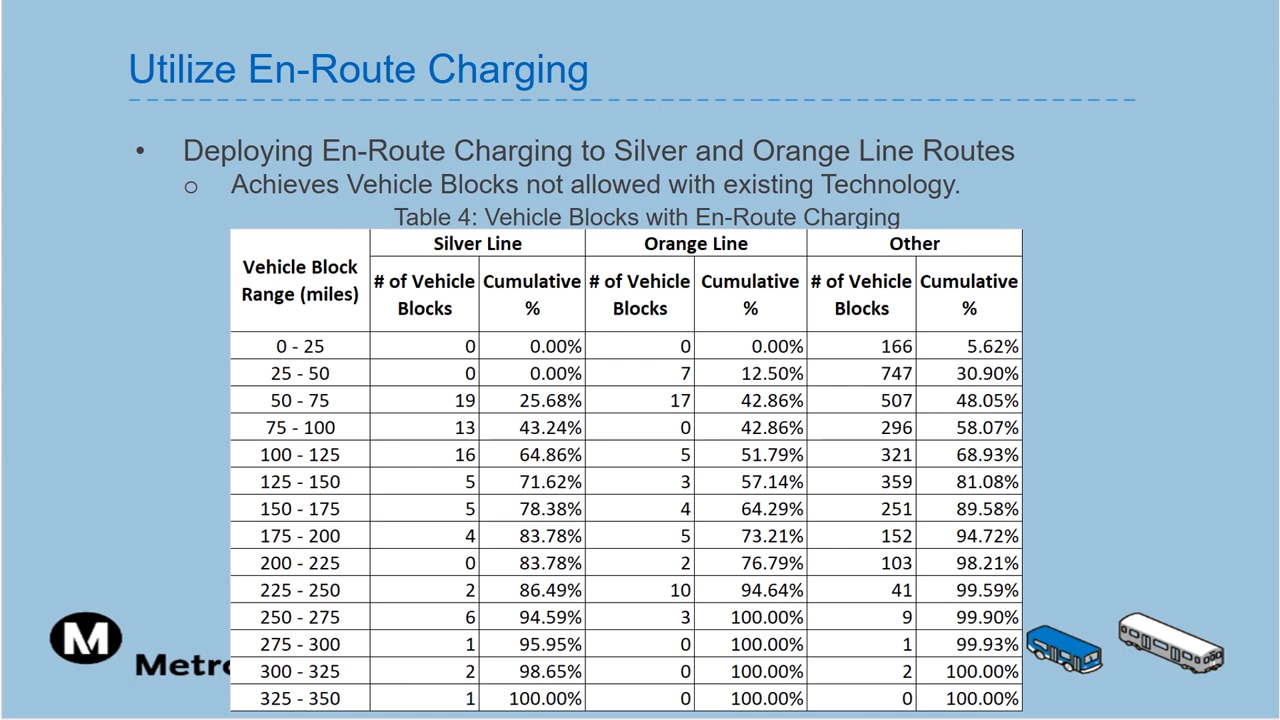 Utilize En-Route Charging
• Deploying En-Route Charging to Silver and Orange Line Routes
o Achieves Vehicle Blocks not allowed with existing Technology.
Table 4: Vehicle Blocks with En-Route Charging
Silver Line Orange Line Other
Vehicle Block Range (miles) # of Vehicle Blocks Cumulative % # of Vehicle Blocks Cumulative % # of Vehicle Blocks Cumulative %
0 - 25 0 0.00% 0 0.00% 166 5.62%
25 - 50 0 0.00% 7 12.50% 747 30.90%
50 - 75 19 25.68% 17 42.86% 507 48.05%
75 - 100 13 43.24% 0 42.86% 296 58.07%
100 - 125 16 64.86% 5 51.79% 321 68.93%
125 - 150 5 71.62% 3 57.14% 359 81.08%
150 - 175 5 78.38% 4 64.29% 251 89.58%
175 - 200 4 83.78% 5 73.21% 152 94.72%
200 - 225 0 83.78% 2 76.79% 103 98.21%
225 - 250 2 86.49% 10 94.64% 41 99.59%
250 - 275 6 94.59% 3 100.00% 9 99.90%
275 - 300 1 95.95% 0 100.00% 1 99.93%
300 - 325 2 98.65% 0 100.00% 2 100.00%
325 - 350 1 100.00% 0 100.00% 0 100.00%
M
Metro